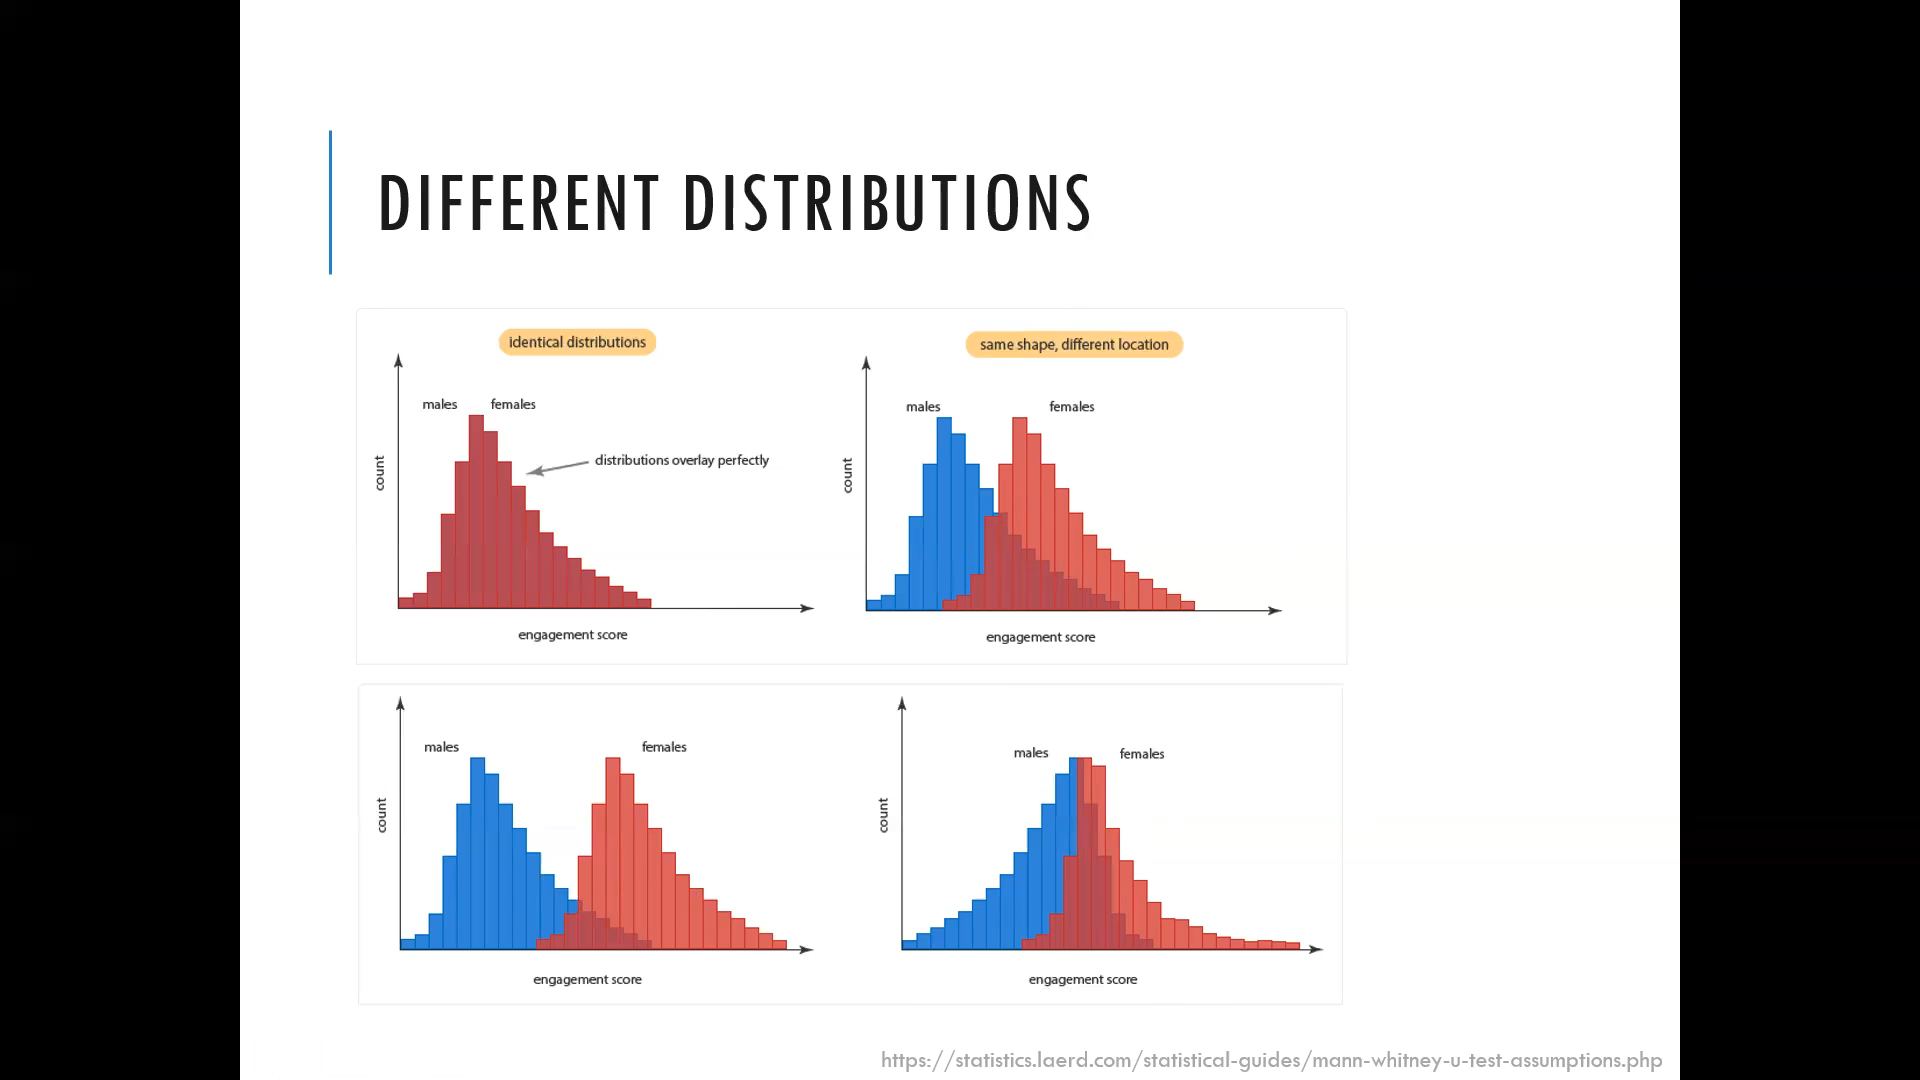 DIFFERENT DISTRIBUTIONS
identical distributions
males
females
distributions overlay perfectly
count
engagement score
same shape, different location
males
females
count
engagement score
males
females
count
engagement score
males
females
count
engagement score
https://statistics.laerd.com/statistical-guides/mann-whitney-u-test-assumptions.php